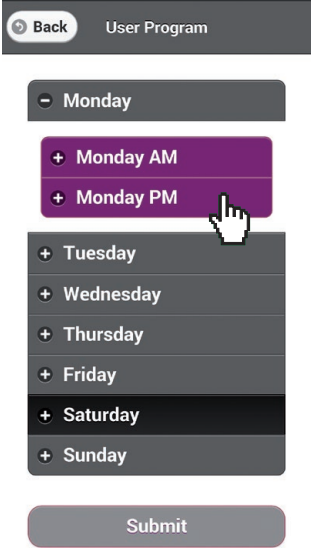 Back User Program
Monday
Monday AM
Monday PM
Tuesday
Wednesday
Thursday
Friday
Saturday
Sunday
Submit